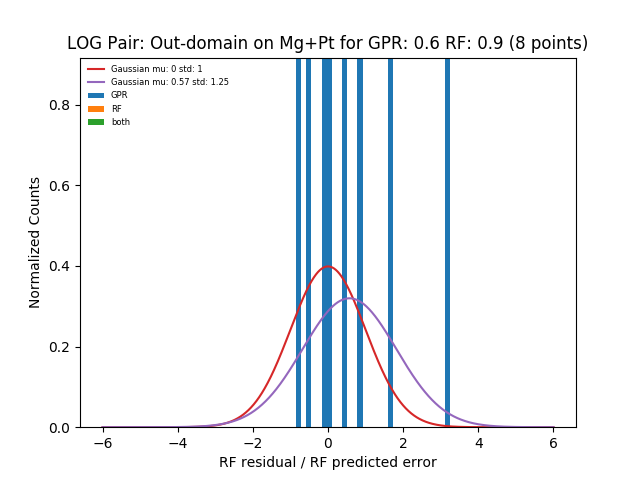 LOG Pair: Out-domain on Mg+Pt for GPR: 0.6 RF: 0.9 (8 points)
Gaussian mu: 0 std: 1
Gaussian mu: 0.57 std: 1.25
GPR
RF
both
Normalized Counts
0.8
0.6
0.4
0.2
0.0
−6 −4 −2 0 2 4 6
RF residual / RF predicted error